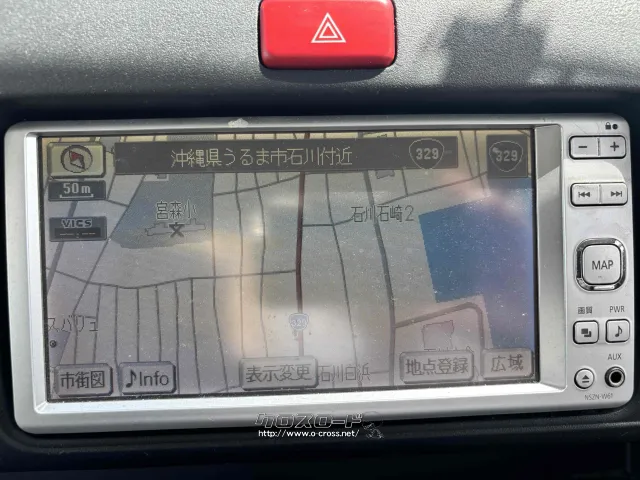 沖縄県うるま市石川付近
329
329
50m
VICS
宮森小
石川石崎2
市街図
♪Info
表示変更
石川白浜
地点登録
広域
MAP
画質
PWR
AUX
NSZN-W61
クロスロード
http://www.o-cross.net/